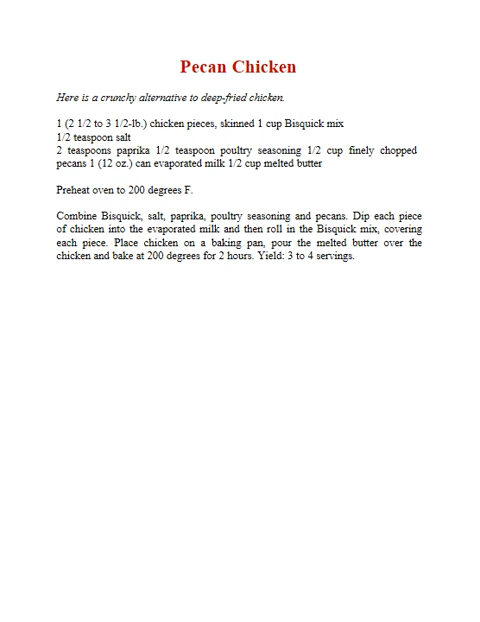 Pecan Chicken
Here is a crunchy alternative to deep-fried chicken.
1 (2 1/2 to 3 1/2-lb.) chicken pieces, skinned 1 cup Bisquick mix
1/2 teaspoon salt
2 teaspoons paprika 1/2 teaspoon poultry seasoning 1/2 cup finely chopped
pecans 1 (12 oz.) can evaporated milk 1/2 cup melted butter
Preheat oven to 200 degrees F.
Combine Bisquick, salt, paprika, poultry seasoning and pecans. Dip each piece
of chicken into the evaporated milk and then roll in the Bisquick mix, covering
each piece. Place chicken on a baking pan, pour the melted butter over the
chicken and bake at 200 degrees for 2 hours. Yield: 3 to 4 servings.